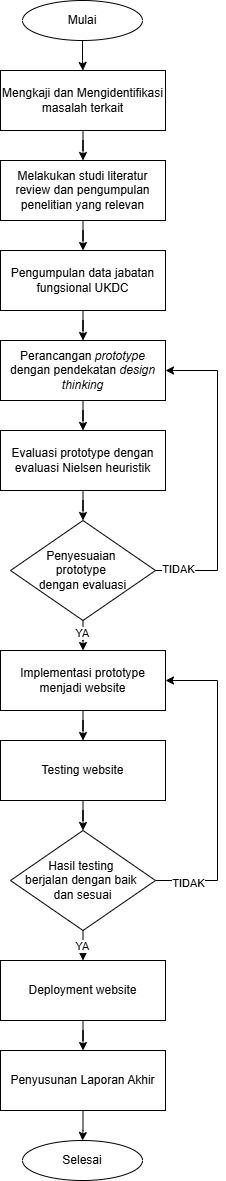 Mulai
Mengkaji dan Mengidentifikasi
masalah terkait
Melakukan studi literatur
review dan pengumpulan
penelitian yang relevan
Pengumpulan data jabatan
fungsional UKDC
Perancangan prototype
dengan pendekatan design
thinking
Evaluasi prototype dengan
evaluasi Nielsen heuristik
Penyesuaian
prototype
dengan evaluasi
TIDAK
YA
Implementasi prototype
menjadi website
Testing website
Hasil testing
berjalan dengan baik
dan sesuai
TIDAK
YA
Deployment website
Penyusunan Laporan Akhir
Selesai